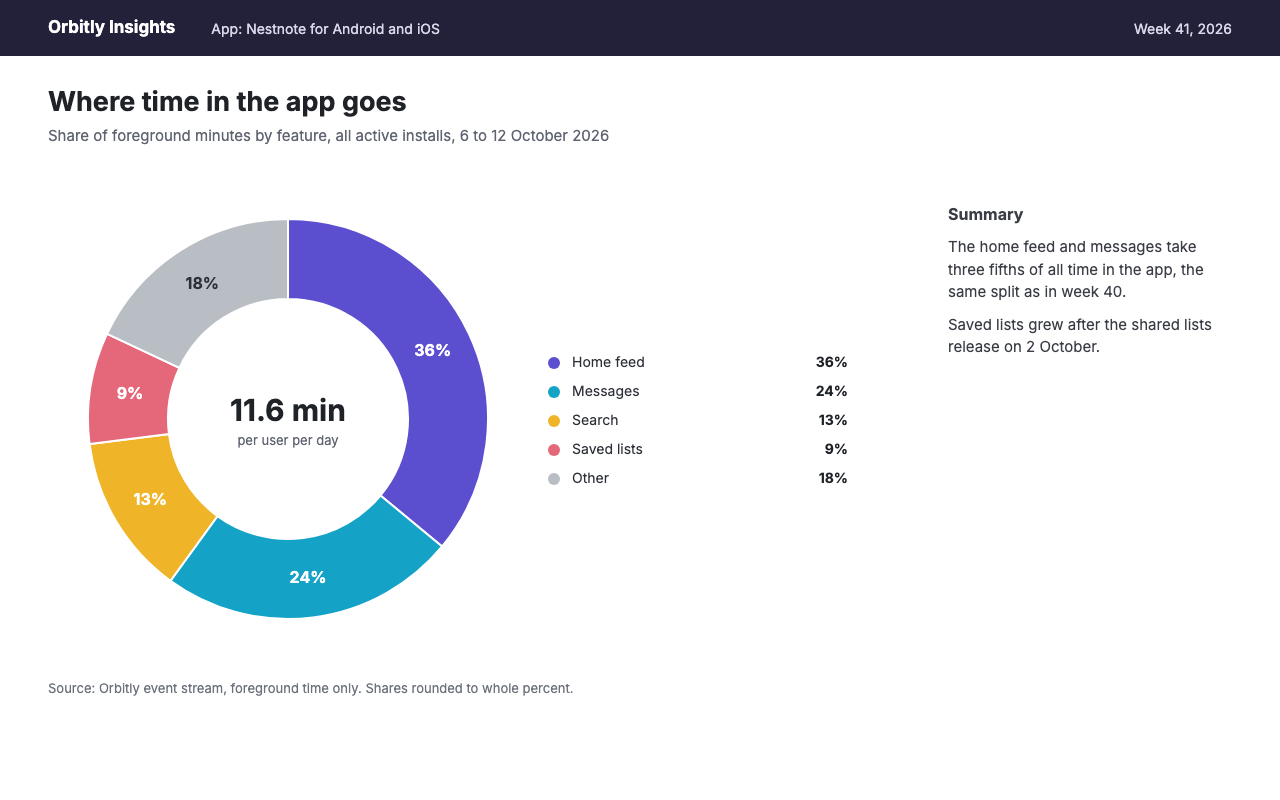 Orbitly Insights
App: Nestnote for Android and iOS
Week 41, 2026
Where time in the app goes
Share of foreground minutes by feature, all active installs, 6 to 12 October 2026
18%
36%
9%
13%
24%
11.6 min
per user per day
Home feed 36%
Messages 24%
Search 13%
Saved lists 9%
Other 18%
Summary
The home feed and messages take
three fifths of all time in the app, the
same split as in week 40.
Saved lists grew after the shared lists
release on 2 October.
Source: Orbitly event stream, foreground time only. Shares rounded to whole percent.